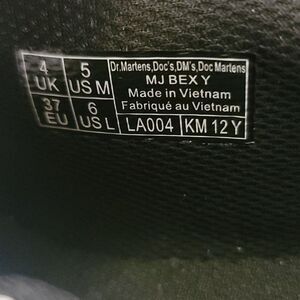 4 UK
5 US M
37 EU
6 US L
Dr.Martens,Doc's,DM's,Doc Martens
MJ BEXY
Made in Vietnam
Fabriqué au Vietnam
LA004
KM 12 Y